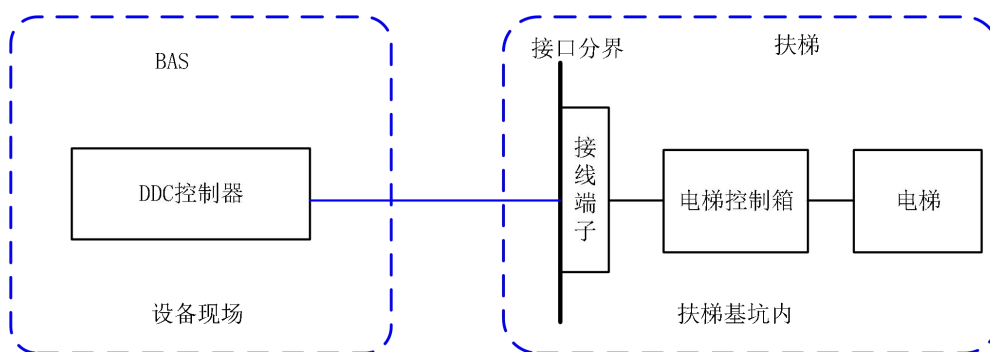 BAS
DDC控制器
设备现场
接口分界
扶梯
接线端子
电梯控制箱
电梯
扶梯基坑内